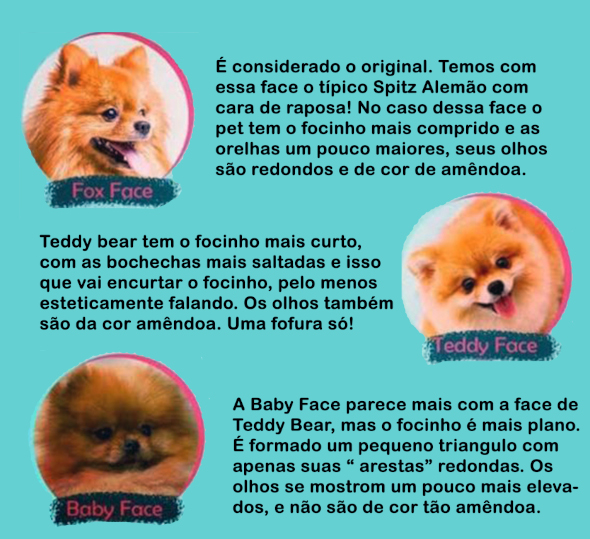 É considerado o original. Temos com
essa face o típico Spitz Alemão com
cara de raposa! No caso dessa face o
pet tem o focinho mais comprido e as
orelhas um pouco maiores, seus olhos
são redondos e de cor de amêndoa.
Fox Face
Teddy bear tem o focinho mais curto,
com as bochechas mais saltadas e isso
que vai encurtar o focinho, pelo menos
esteticamente falando. Os olhos também
são da cor amêndoa. Uma fofura só!
Teddy Face
A Baby Face parece mais com a face de
Teddy Bear, mas o focinho é mais plano.
É formado um pequeno triangulo com
apenas suas “ arestas” redondas. Os
olhos se mostrom um pouco mais eleva-
dos, e não são de cor tão amêndoa.
Baby Face